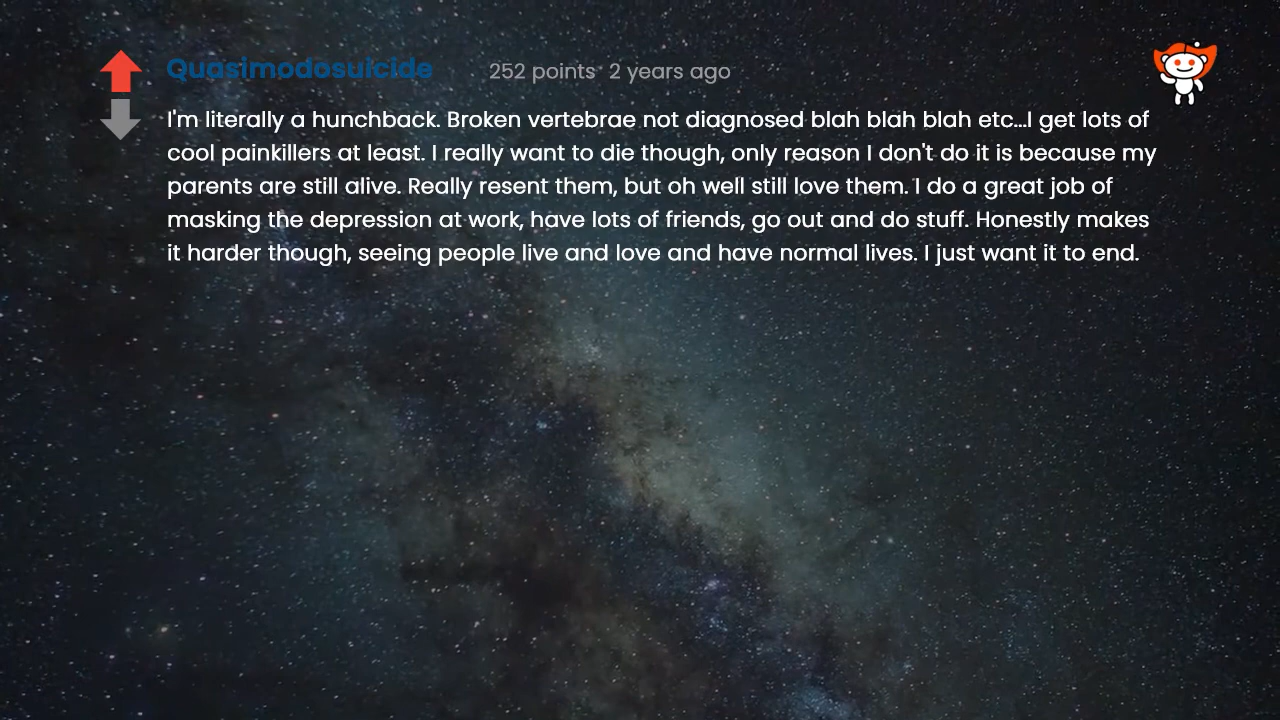 Quasimodosuicide 252 points · 2 years ago
I'm literally a hunchback. Broken vertebrae not diagnosed blah blah blah etc...I get lots of
cool painkillers at least. I really want to die though, only reason I don't do it is because my
parents are still alive. Really resent them, but oh well still love them. I do a great job of
masking the depression at work, have lots of friends, go out and do stuff. Honestly makes
it harder though, seeing people live and love and have normal lives. I just want it to end.